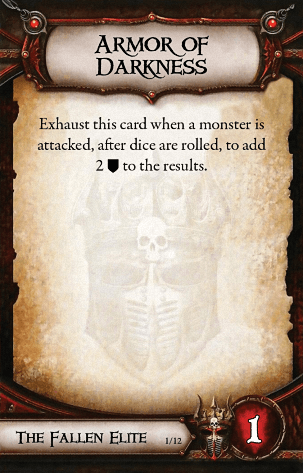 ARMOR OF
DARKNESS
Exhaust this card when a monster is
attacked, after dice are rolled, to add
2 to the results.
THE FALLEN ELITE 1/12
1